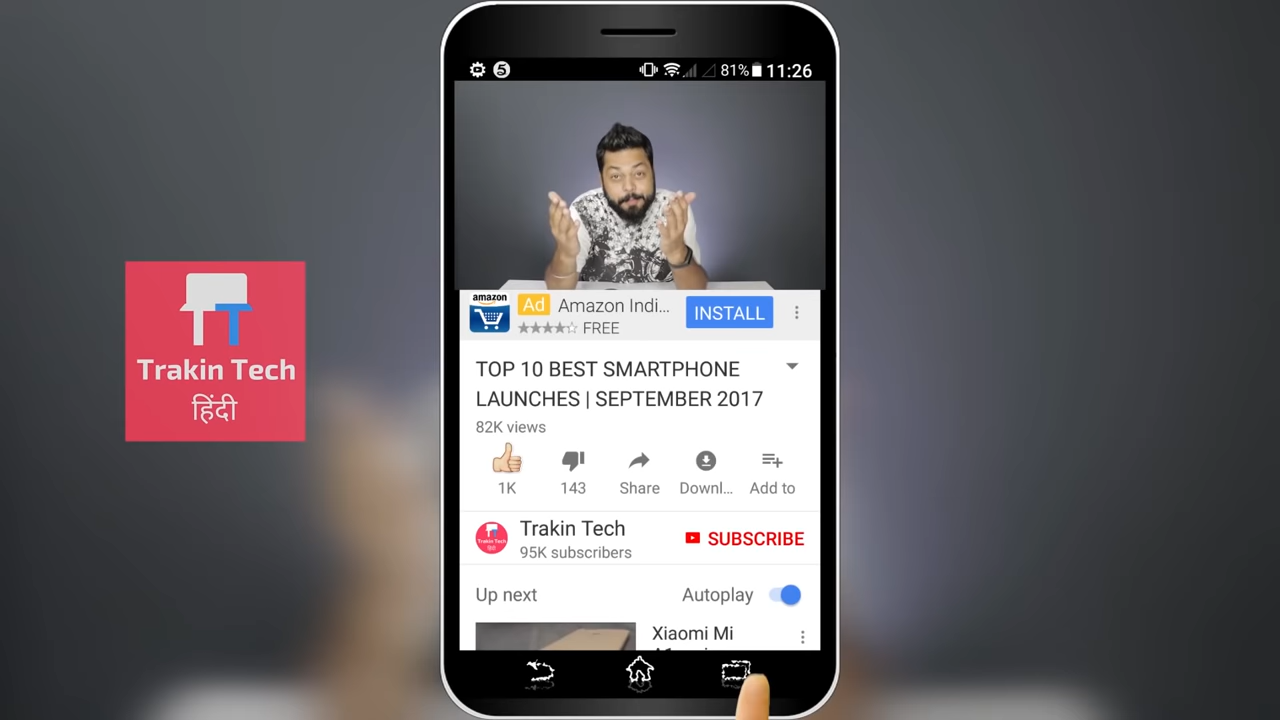 81% 11:26
amazon
Ad Amazon Indi...
INSTALL
FREE
TOP 10 BEST SMARTPHONE
LAUNCHES | SEPTEMBER 2017
82K views
1K
143
Share
Downl...
Add to
Trakin Tech
95K subscribers
SUBSCRIBE
Up next
Autoplay
Xiaomi Mi
Trakin Tech
हिंदी